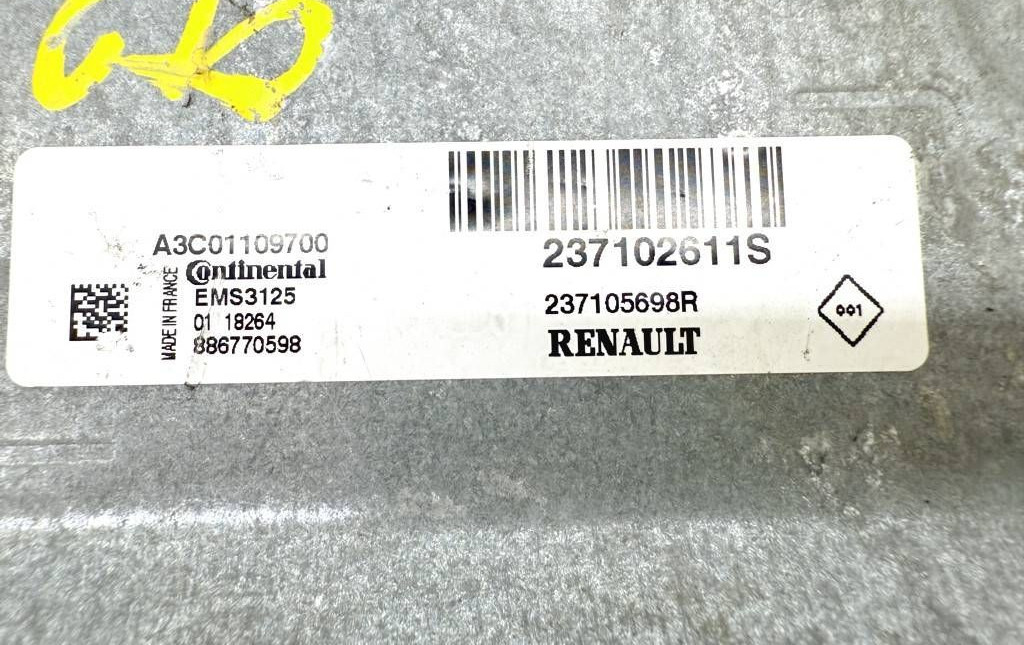 A3C01109700
Continental
EMS3125
01 18264
886770598
MADE IN FRANCE
237102611S
237105698R
RENAULT
001